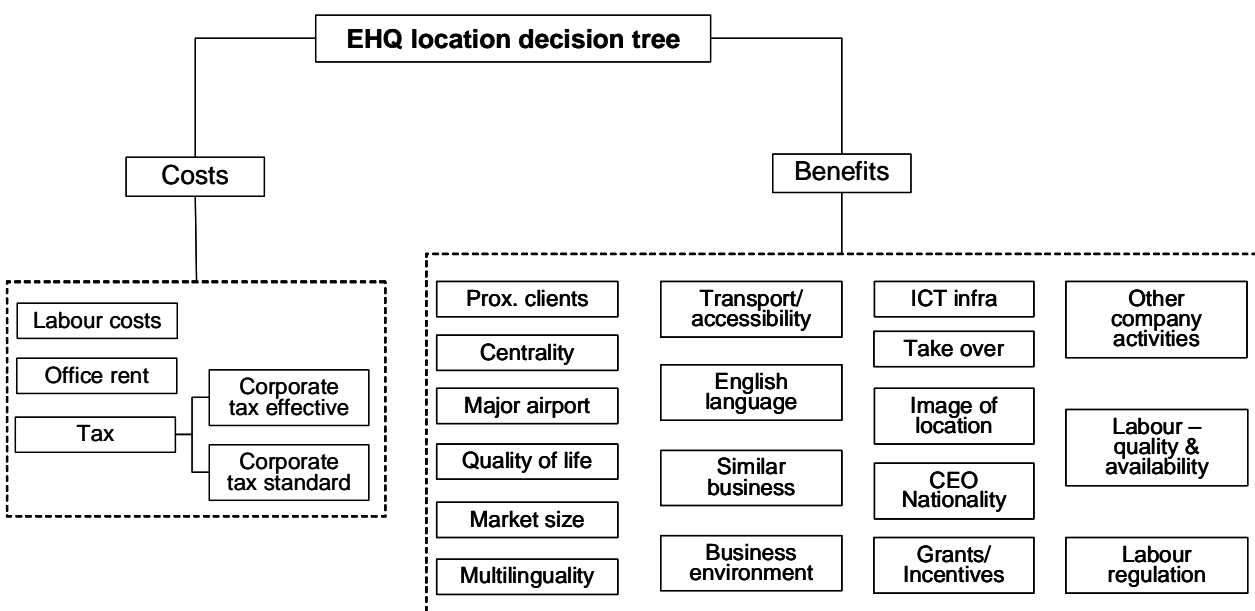 EHQ location decision tree
Costs
Benefits
Labour costs
Office rent
Tax
Corporate
tax effective
Corporate
tax standard
Prox. clients
Centrality
Major airport
Quality of life
Market size
Multilinguality
Transport/
accessibility
English
language
Similar
business
Business
environment
ICT infra
Take over
Image of
location
CEO
Nationality
Grants/
Incentives
Other
company
activities
Labour –
quality &
availability
Labour
regulation